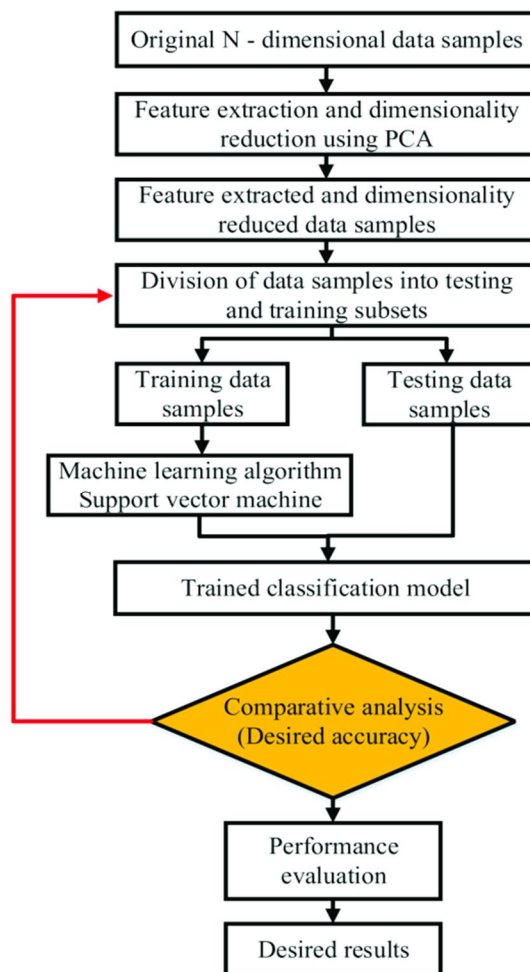 Original N - dimensional data samples
Feature extraction and dimensionality
reduction using PCA
Feature extracted and dimensionality
reduced data samples
Division of data samples into testing
and training subsets
Training data
samples
Testing data
samples
Machine learning algorithm
Support vector machine
Trained classification model
Comparative analysis
(Desired accuracy)
Performance
evaluation
Desired results